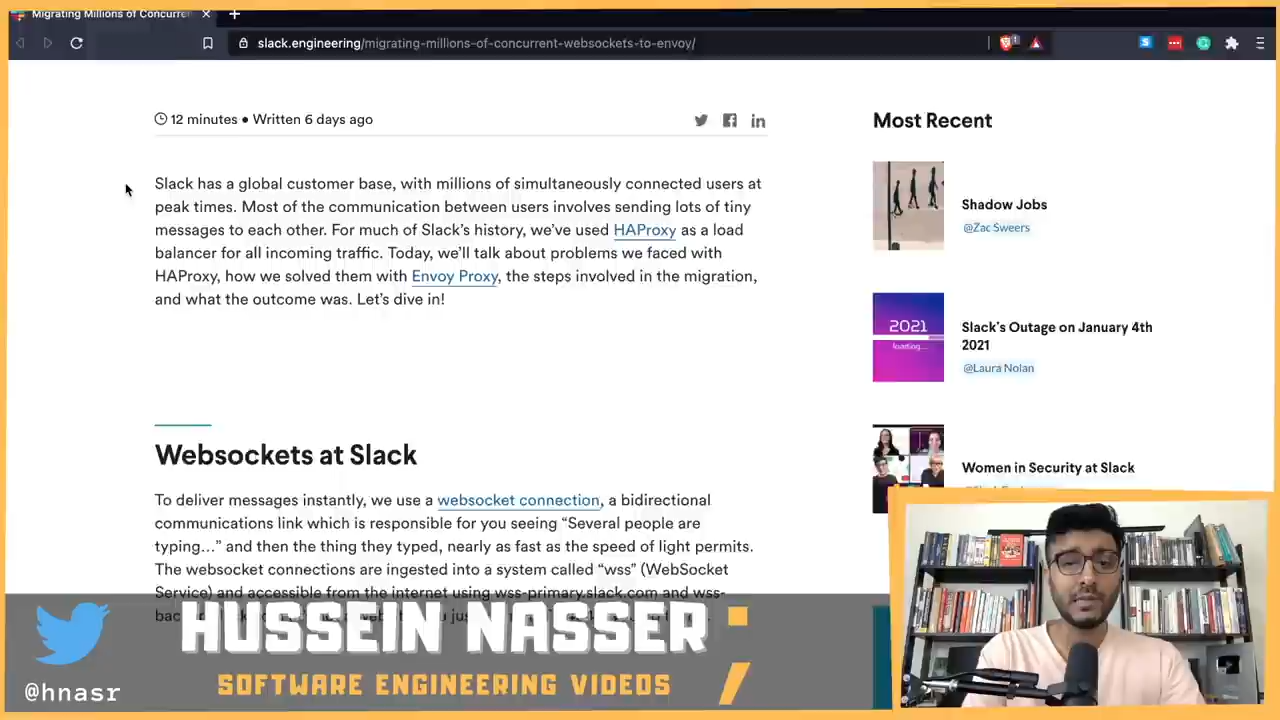 Migrating Millions of Concurre
slack.engineering/migrating-millions-of-concurrent-websockets-to-envoy/
12 minutes • Written 6 days ago
Slack has a global customer base, with millions of simultaneously connected users at
peak times. Most of the communication between users involves sending lots of tiny
messages to each other. For much of Slack’s history, we’ve used HAProxy as a load
balancer for all incoming traffic. Today, we’ll talk about problems we faced with
HAProxy, how we solved them with Envoy Proxy, the steps involved in the migration,
and what the outcome was. Let’s dive in!
Websockets at Slack
To deliver messages instantly, we use a websocket connection, a bidirectional
communications link which is responsible for you seeing “Several people are
typing…” and then the thing they typed, nearly as fast as the speed of light permits.
The websocket connections are ingested into a system called “wss” (WebSocket
Service) and accessible from the internet using wss-primary.slack.com and wss-
Most Recent
Shadow Jobs
@Zac Sweers
2021
loading...
Slack’s Outage on January 4th
2021
@Laura Nolan
Women in Security at Slack
HUSSEIN NASSER
SOFTWARE ENGINEERING VIDEOS
@hnasr